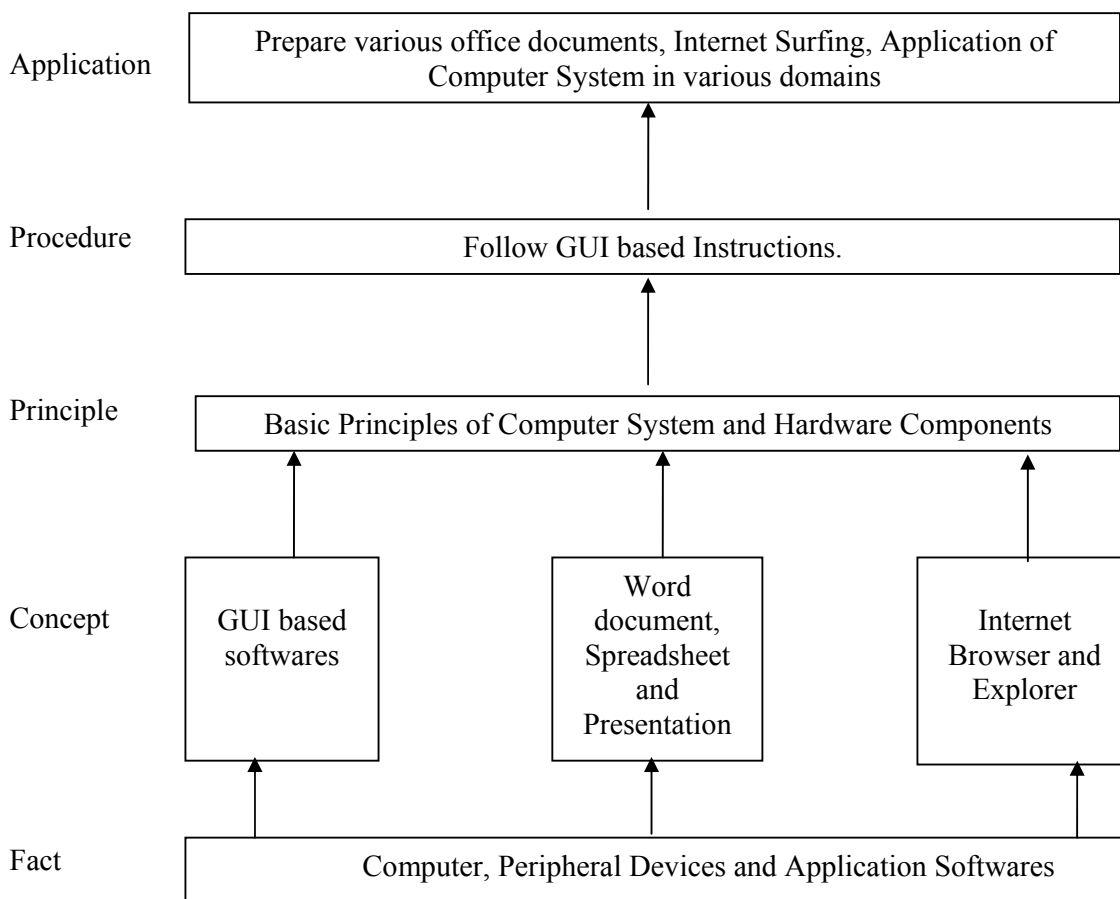 Application
Prepare various office documents, Internet Surfing, Application of
Computer System in various domains
Procedure
Follow GUI based Instructions.
Principle
Basic Principles of Computer System and Hardware Components
Concept
GUI based
softwares
Word
document,
Spreadsheet
and
Presentation
Internet
Browser and
Explorer
Fact
Computer, Peripheral Devices and Application Softwares